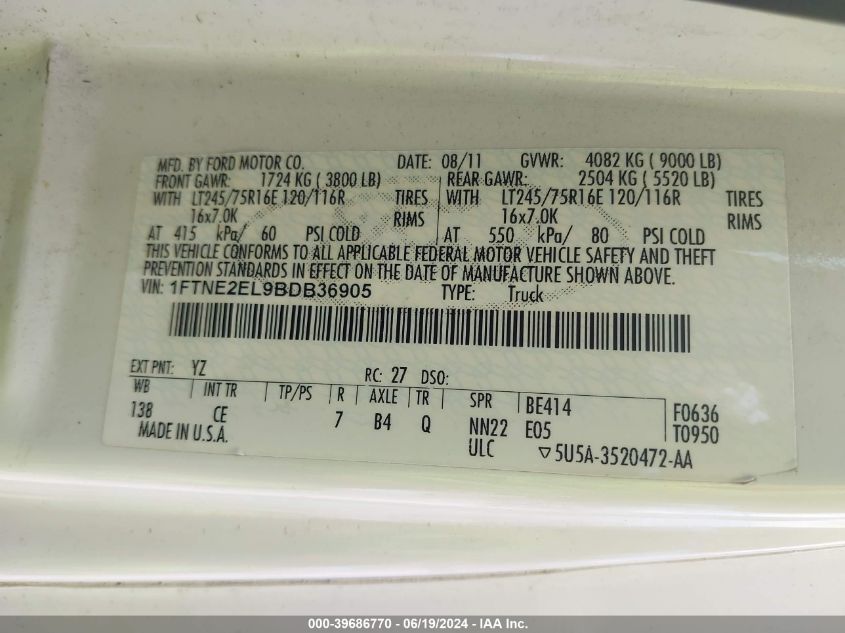 MFD. BY FORD MOTOR CO. DATE: 08/11 GVWR: 4082 KG ( 9000 LB)
FRONT GAWR: 1724 KG ( 3800 LB) REAR GAWR: 2504 KG ( 5520 LB)
WITH LT245/75R16E 120/116R TIRES WITH LT245/75R16E 120/116R TIRES
16x7.0K RIMS 16x7.0K RIMS
AT 415 kPa/ 60 PSI COLD AT 550 kPa/ 80 PSI COLD
THIS VEHICLE CONFORMS TO ALL APPLICABLE FEDERAL MOTOR VEHICLE SAFETY AND THEFT
PREVENTION STANDARDS IN EFFECT ON THE DATE OF MANUFACTURE SHOWN ABOVE.
VIN: 1FTNE2EL9BDB36905 TYPE: Truck
EXT PNT: YZ RC: 27 DSO:
WB INT TR TP/PS R AXLE TR SPR BE414 F0636
138 CE 7 B4 Q NN22 E05 T0950
MADE IN U.S.A. ULC ▽5U5A-3520472-AA
000-39686770 - 06/19/2024 - IAA Inc.